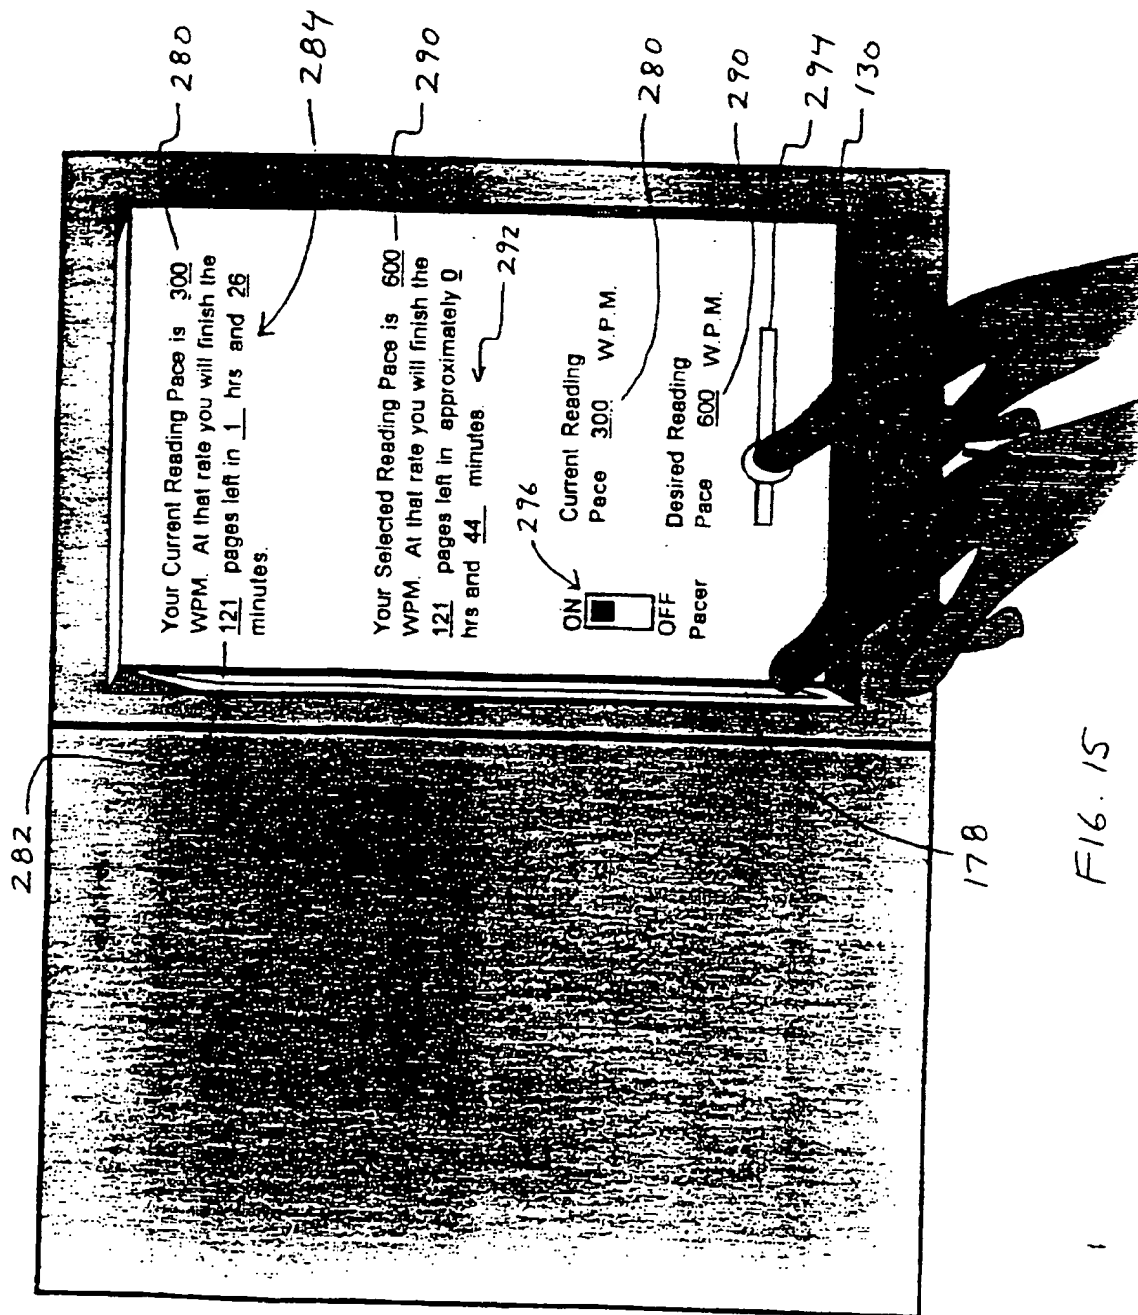 Your Current Reading Pace is 300
WPM. At that rate you will finish the
121 pages left in 1 hrs and 26
minutes.
Your Selected Reading Pace is 600
WPM. At that rate you will finish the
121 pages left in approximately 0
hrs and 44 minutes.
ON
OFF
Pacer
Current Reading
Pace 300 W.P.M.
Desired Reading
Pace 600 W.P.M.
280
284
290
292
296
280
290
294
130
282
178
FIG. 15